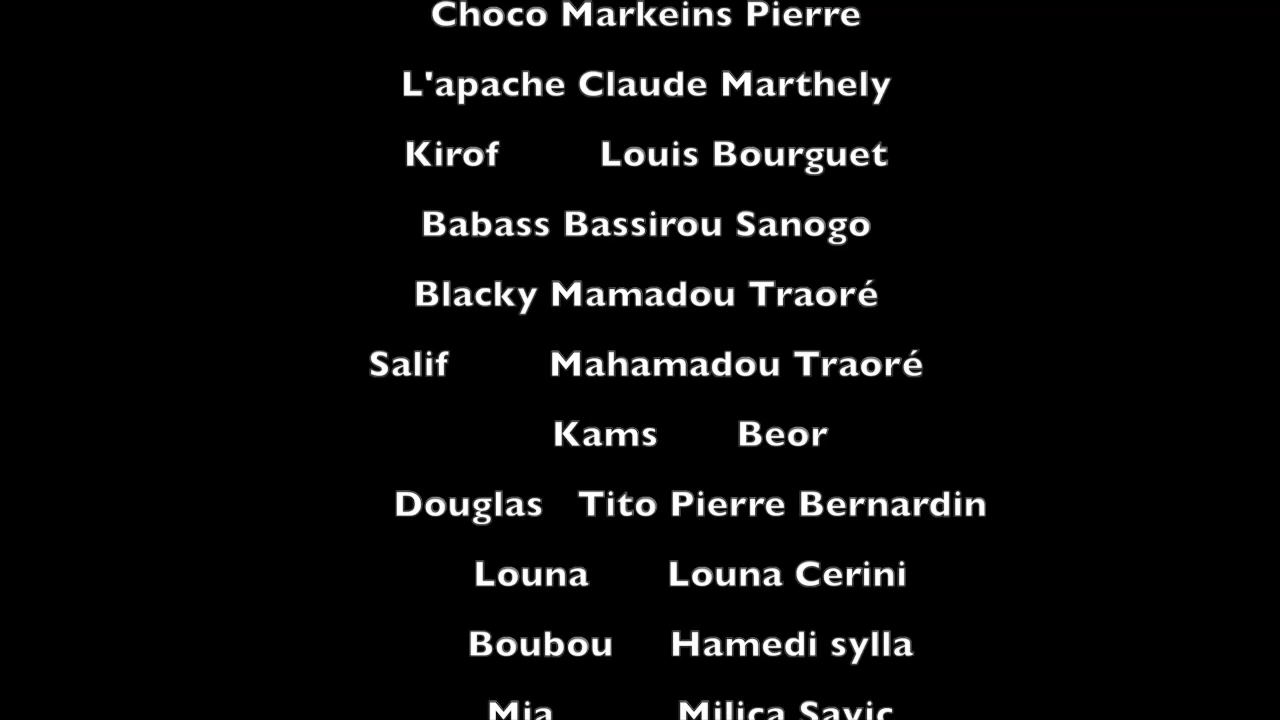 Choco Markeins Pierre
L'apache Claude Marthely
Kirof Louis Bourguet
Babass Bassirou Sanogo
Blacky Mamadou Traoré
Salif Mahamadou Traoré
Kams Beor
Douglas Tito Pierre Bernardin
Louna Louna Cerini
Boubou Hamedi sylla
Mia Milica Savic